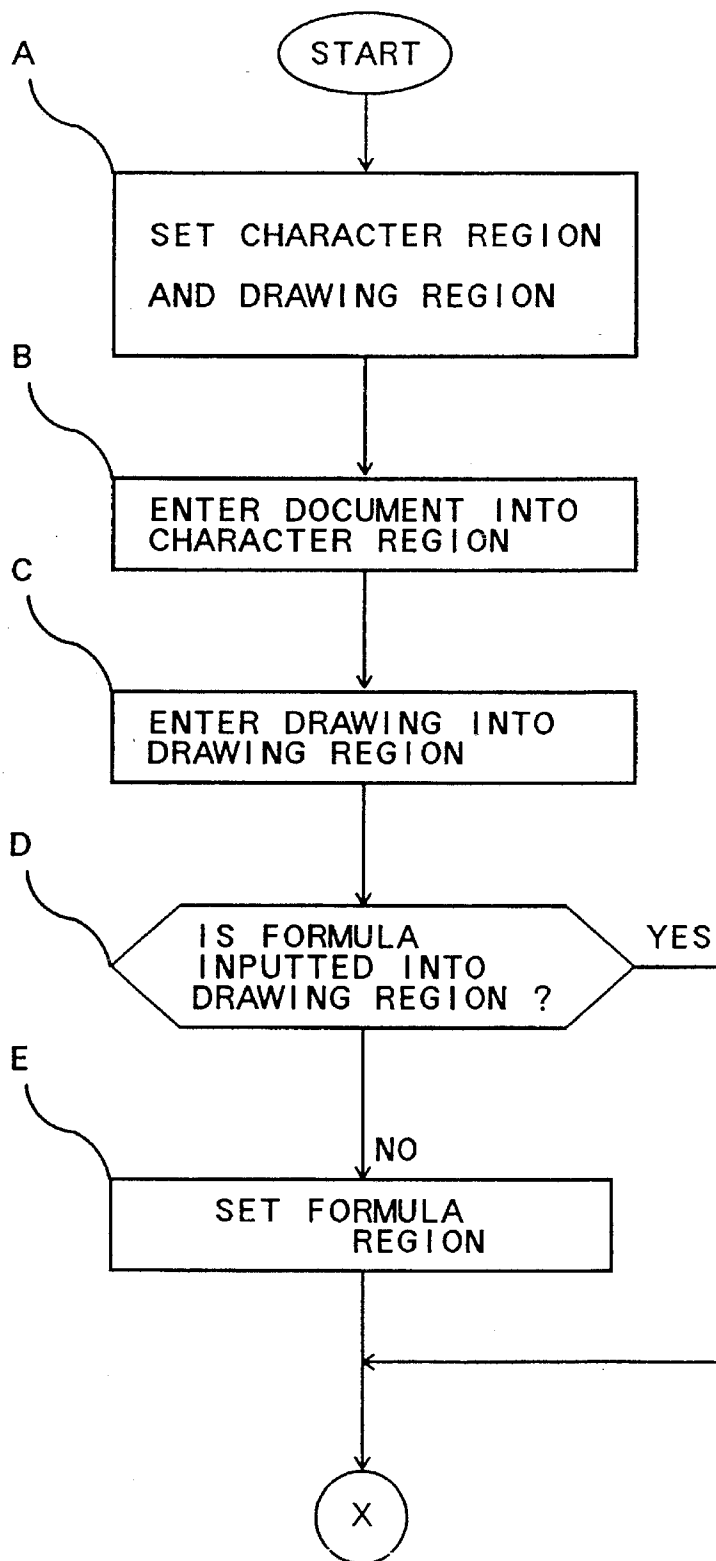 A
START
SET CHARACTER REGION
AND DRAWING REGION
B
ENTER DOCUMENT INTO
CHARACTER REGION
C
ENTER DRAWING INTO
DRAWING REGION
D
IS FORMULA
INPUTTED INTO
DRAWING REGION ?
YES
E
NO
SET FORMULA
REGION
X